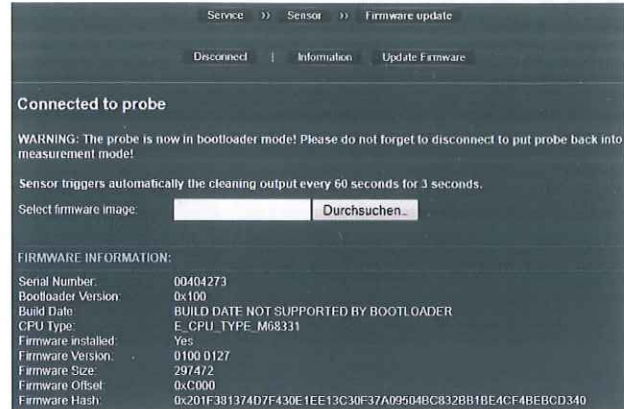 Service » Sensor » Firmware update
Disconnect | Information Update Firmware
Connected to probe
WARNING: The probe is now in bootloader mode! Please do not forget to disconnect to put probe back into
measurement mode!
Sensor triggers automatically the cleaning output every 60 seconds for 3 seconds.
Select firmware image: Durchsuchen...
FIRMWARE INFORMATION:
Serial Number: 00404273
Bootloader Version: 0x100
Build Date: BUILD DATE NOT SUPPORTED BY BOOTLOADER
CPU Type: E_CPU_TYPE_M68331
Firmware installed: Yes
Firmware Version: 0100 0127
Firmware Size: 297472
Firmware Offset: 0xC000
Firmware Hash: 0x201F381374D7F430E1EE13C30F37A09504BC832BB1BE4CF4BEBCD340